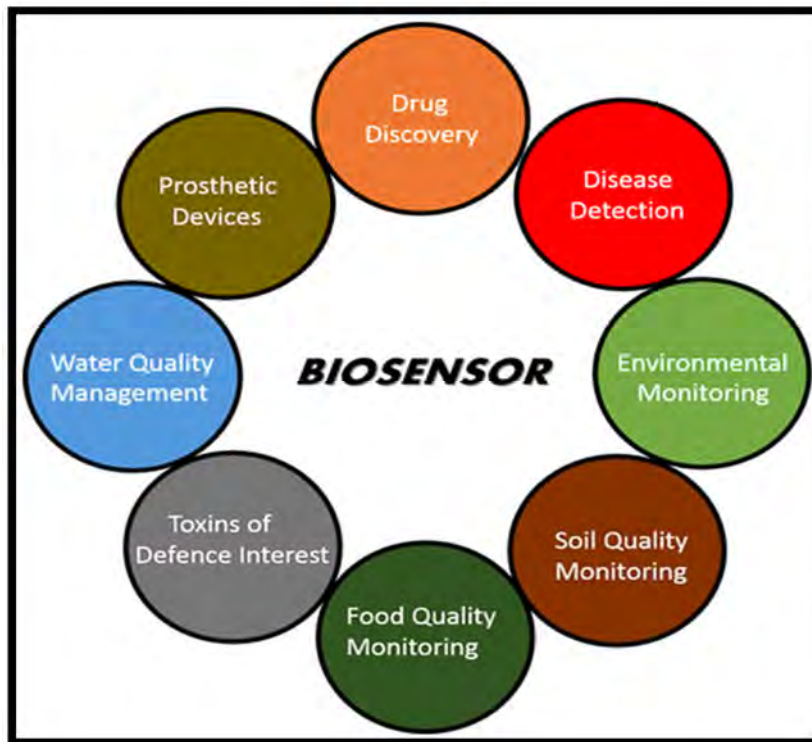 Drug
Discovery
Disease
Detection
Environmental
Monitoring
Soil Quality
Monitoring
Food Quality
Monitoring
Toxins of
Defence Interest
Water Quality
Management
Prosthetic
Devices
BIOSENSOR